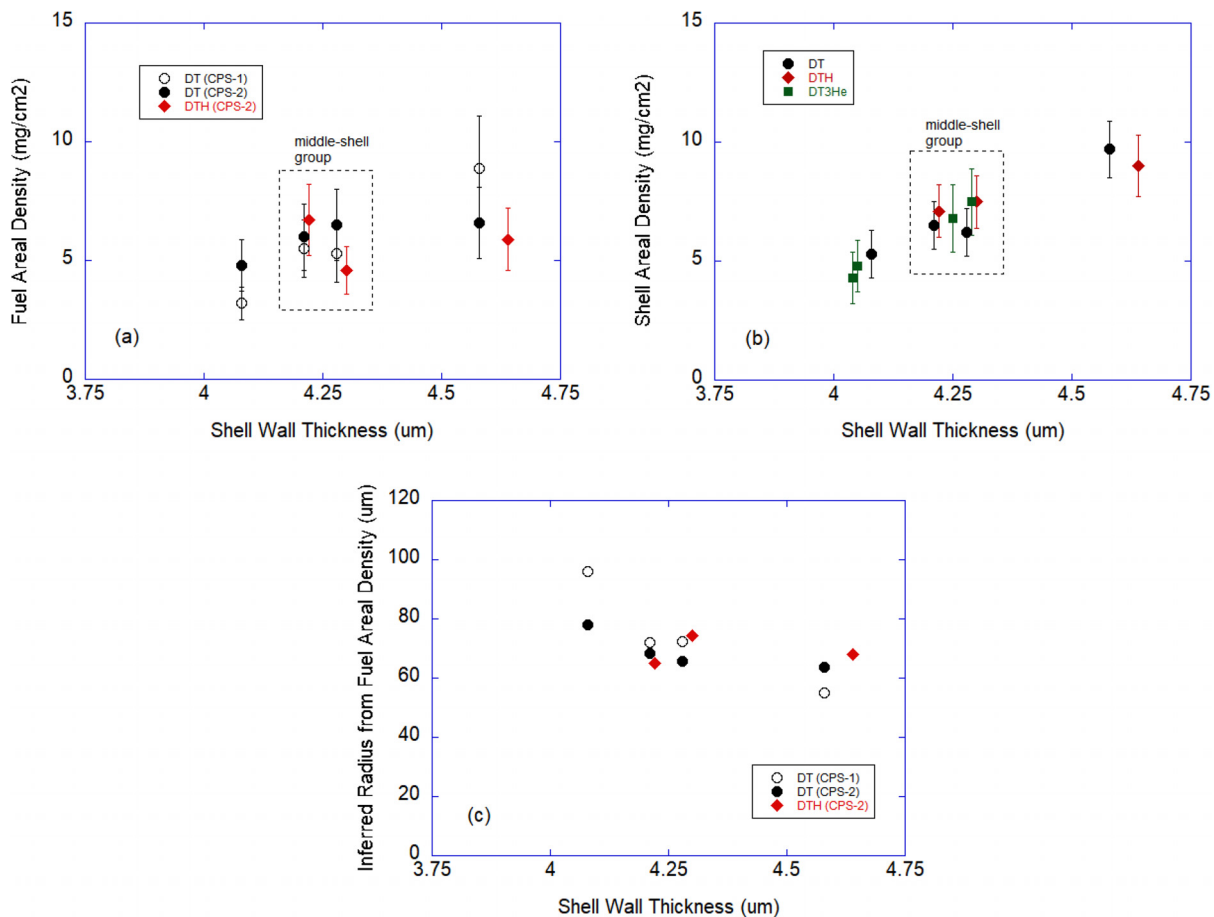 15
10
5
0
Fuel Areal Density (mg/cm2)
DT (CPS-1)
DT (CPS-2)
DTH (CPS-2)
middle-shell
group
(a)
3.75
4
4.25
4.5
4.75
Shell Wall Thickness (um)
15
10
5
0
Shell Areal Density (mg/cm2)
DT
DTH
DT3He
middle-shell
group
(b)
3.75
4
4.25
4.5
4.75
Shell Wall Thickness (um)
120
100
80
60
40
20
0
Inferred Radius from Fuel Areal Density (um)
DT (CPS-1)
DT (CPS-2)
DTH (CPS-2)
(c)
3.75
4
4.25
4.5
4.75
Shell Wall Thickness (um)